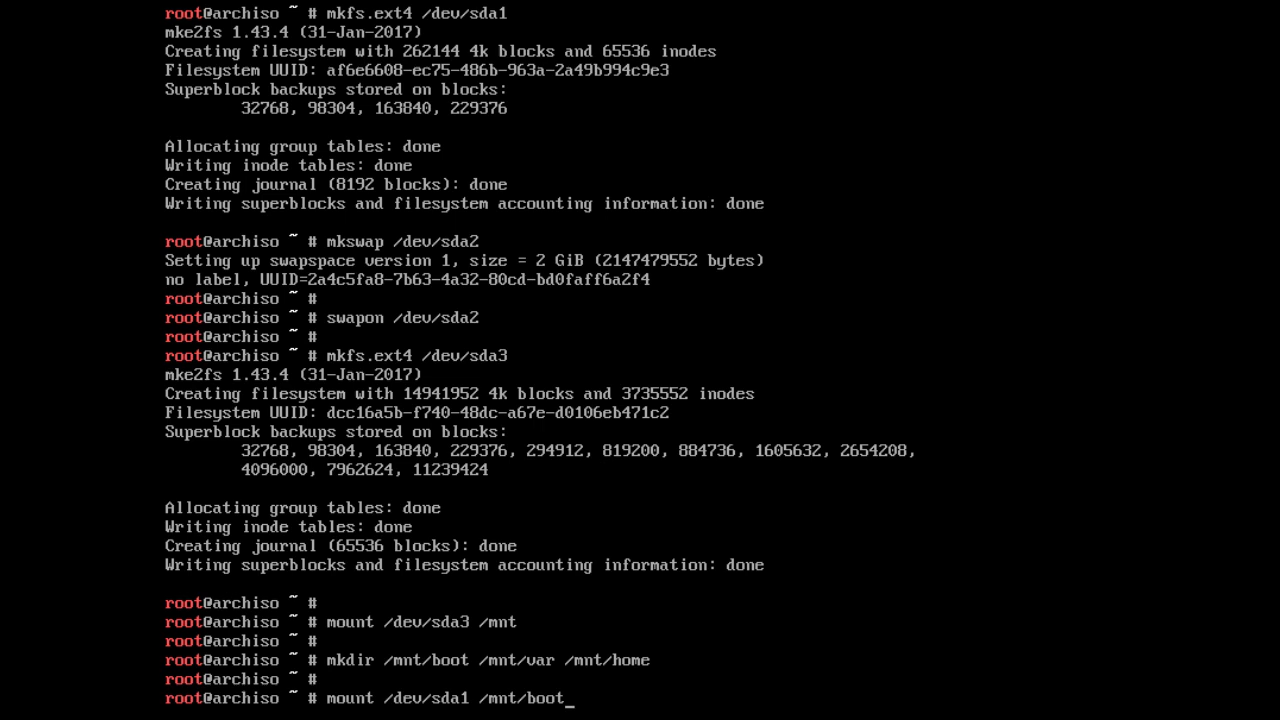 root@archiso ~ # mkfs.ext4 /dev/sda1
mke2fs 1.43.4 (31-Jan-2017)
Creating filesystem with 262144 4k blocks and 65536 inodes
Filesystem UUID: af6e6608-ec75-486b-963a-2a49b994c9e3
Superblock backups stored on blocks:
        32768, 98304, 163840, 229376

Allocating group tables: done
Writing inode tables: done
Creating journal (8192 blocks): done
Writing superblocks and filesystem accounting information: done

root@archiso ~ # mkswap /dev/sda2
Setting up swapspace version 1, size = 2 GiB (2147479552 bytes)
no label, UUID=2a4c5fa8-7b63-4a32-80cd-bd0faff6a2f4
root@archiso ~ #
root@archiso ~ # swapon /dev/sda2
root@archiso ~ #
root@archiso ~ # mkfs.ext4 /dev/sda3
mke2fs 1.43.4 (31-Jan-2017)
Creating filesystem with 14941952 4k blocks and 3735552 inodes
Filesystem UUID: dcc16a5b-f740-48dc-a67e-d0106eb471c2
Superblock backups stored on blocks:
        32768, 98304, 163840, 229376, 294912, 819200, 884736, 1605632, 2654208,
        4096000, 7962624, 11239424

Allocating group tables: done
Writing inode tables: done
Creating journal (65536 blocks): done
Writing superblocks and filesystem accounting information: done

root@archiso ~ #
root@archiso ~ # mount /dev/sda3 /mnt
root@archiso ~ #
root@archiso ~ # mkdir /mnt/boot /mnt/var /mnt/home
root@archiso ~ #
root@archiso ~ # mount /dev/sda1 /mnt/boot_